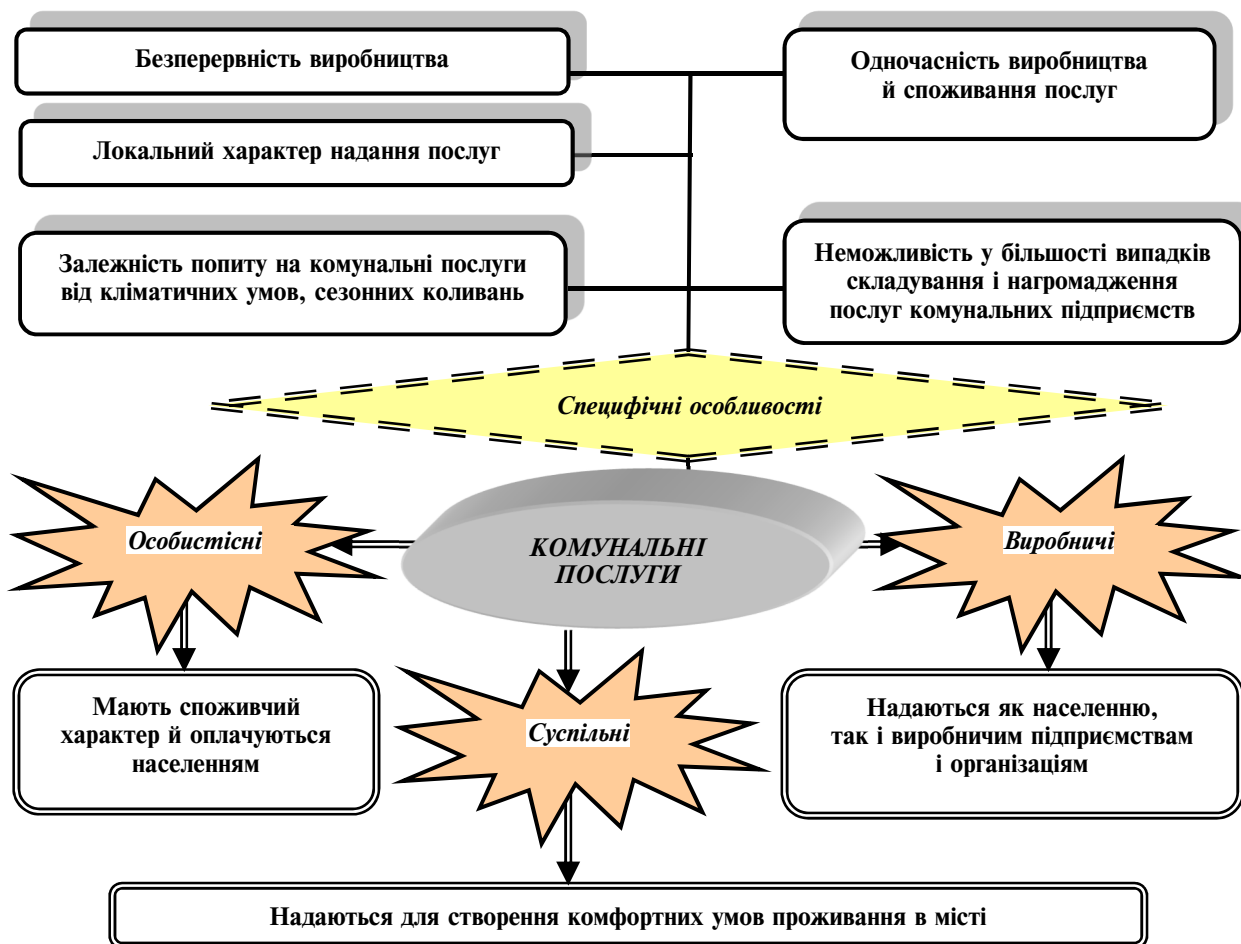 Безперервність виробництва
Одночасність виробництва
й споживання послуг
Локальний характер надання послуг
Залежність попиту на комунальні послуги
від кліматичних умов, сезонних коливань
Неможливість у більшості випадків
складування і нагромадження
послуг комунальних підприємств
Специфічні особливості
Особистісні
КОМУНАЛЬНІ
ПОСЛУГИ
Виробничі
Мають споживчий
характер й оплачуються
населенням
Суспільні
Надаються як населенню,
так і виробничим підприємствам
і організаціям
Надаються для створення комфортних умов проживання в місті